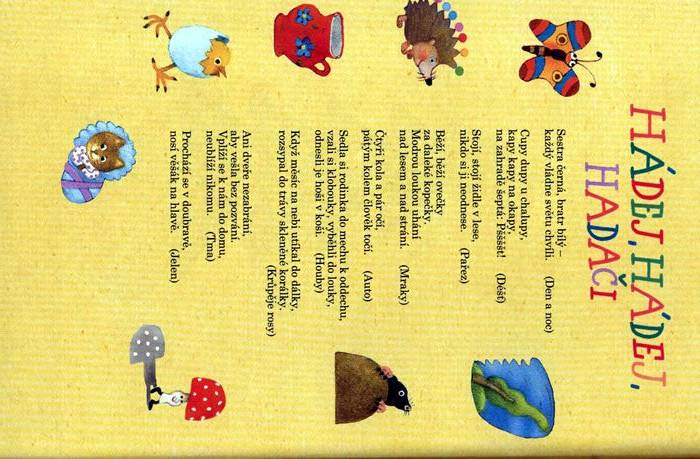 HÁDEJ, HÁDEJ,
HADAČI
Sestra černá, bratr bílý –
každý vládne světu chvíli. (Den a noc)
Cupy dupy u chalupy,
kapy kapy na okapy,
na zahradě šeptá: Pšššt! (Déšť)
Stojí, stojí židle v lese,
nikdo si ji neodnese. (Pařez)
Běží, běží ovečky
za daleké kopečky.
Modrou loukou uhání
nad lesem a nad strání. (Mraky)
Čtyři kola a pár očí,
pátým kolem člověk točí. (Auto)
Sedla si rodinka do mechu k oddechu,
vzali si klobouky, vyběhli do louky,
odnesli je hoši v koši. (Houby)
Když měsíc na nebi utíkal do dálky,
rozsypal do trávy skleněné korálky.
(Krůpěje rosy)
Ani dveře nezabrání,
aby vešla bez pozvání.
Vplíží se k nám do domu,
neublíží nikomu. (Tma)
Prochází se v doubravě,
nosí věšák na hlavě. (Jelen)